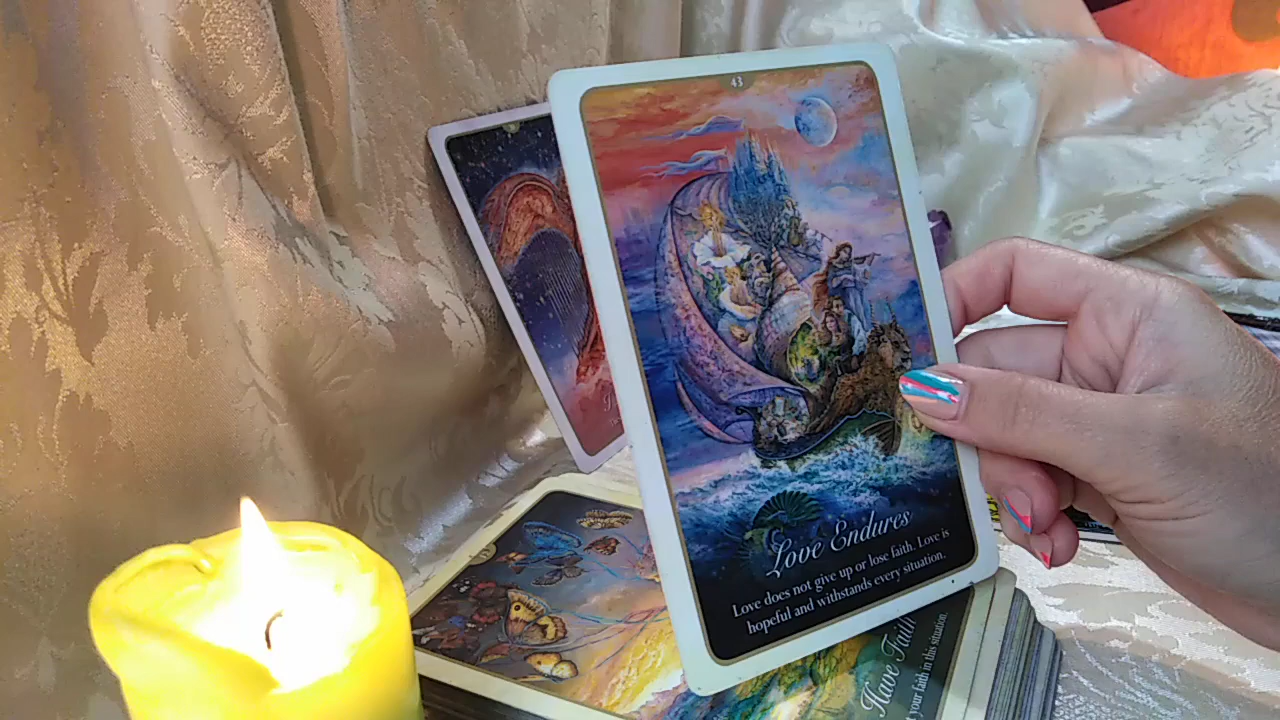 43
Love Endures
Love does not give up or lose faith. Love is
hopeful and withstands every situation.
Have Faith
your faith in this situation.